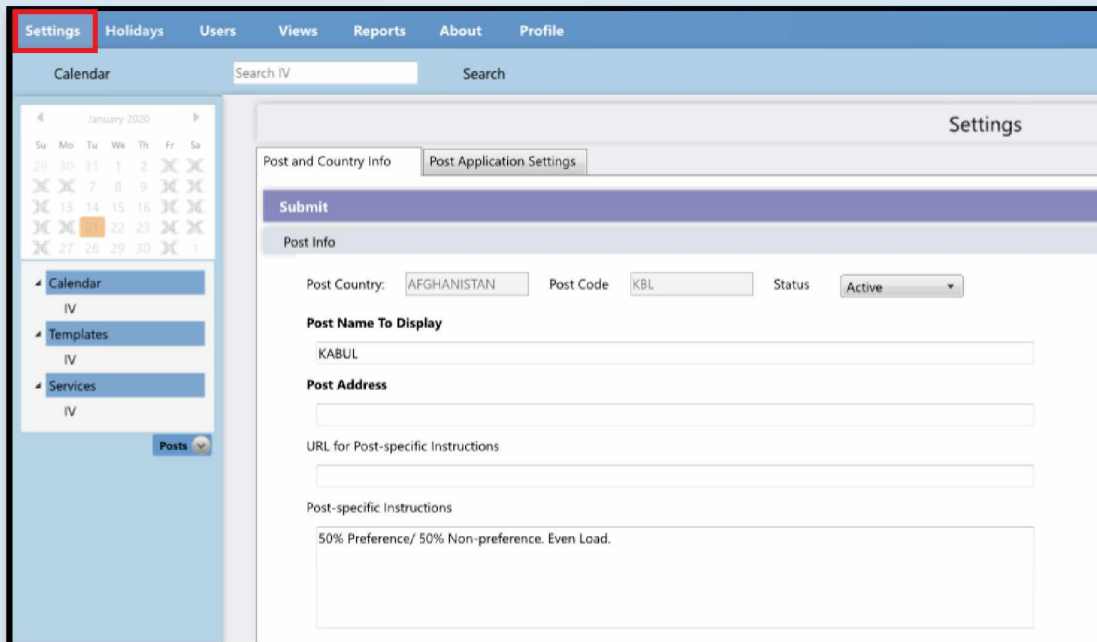 Settings Holidays Users Views Reports About Profile
Calendar Search IV Search
January 2020
Su Mo Tu We Th Fr Sa
29 30 31 1 2
7 8 9
13 14 15 16
21 22 23
27 28 29 30 1
Calendar
IV
Templates
IV
Services
IV
Posts
Settings
Post and Country Info Post Application Settings
Submit
Post Info
Post Country: AFGHANISTAN Post Code KBL Status Active
Post Name To Display
KABUL
Post Address
URL for Post-specific Instructions
Post-specific Instructions
50% Preference/ 50% Non-preference. Even Load.